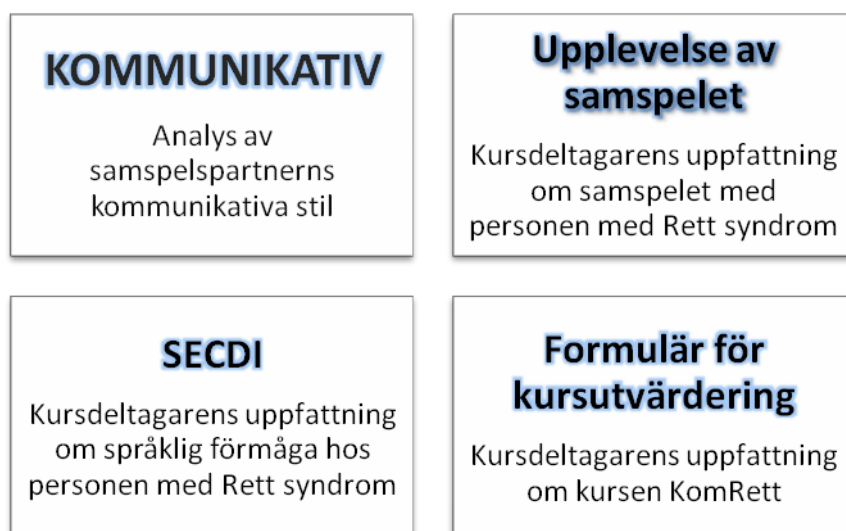 KOMMUNIKATIV
Analys av
samspelspartnerns
kommunikativa stil
Upplevelse av
samspelet
Kursdeltagarens uppfattning
om samspelet med
personen med Rett syndrom
SECDI
Kursdeltagarens uppfattning
om språklig förmåga hos
personen med Rett syndrom
Formulär för
kursutvärdering
Kursdeltagarens uppfattning
om kursen KomRett